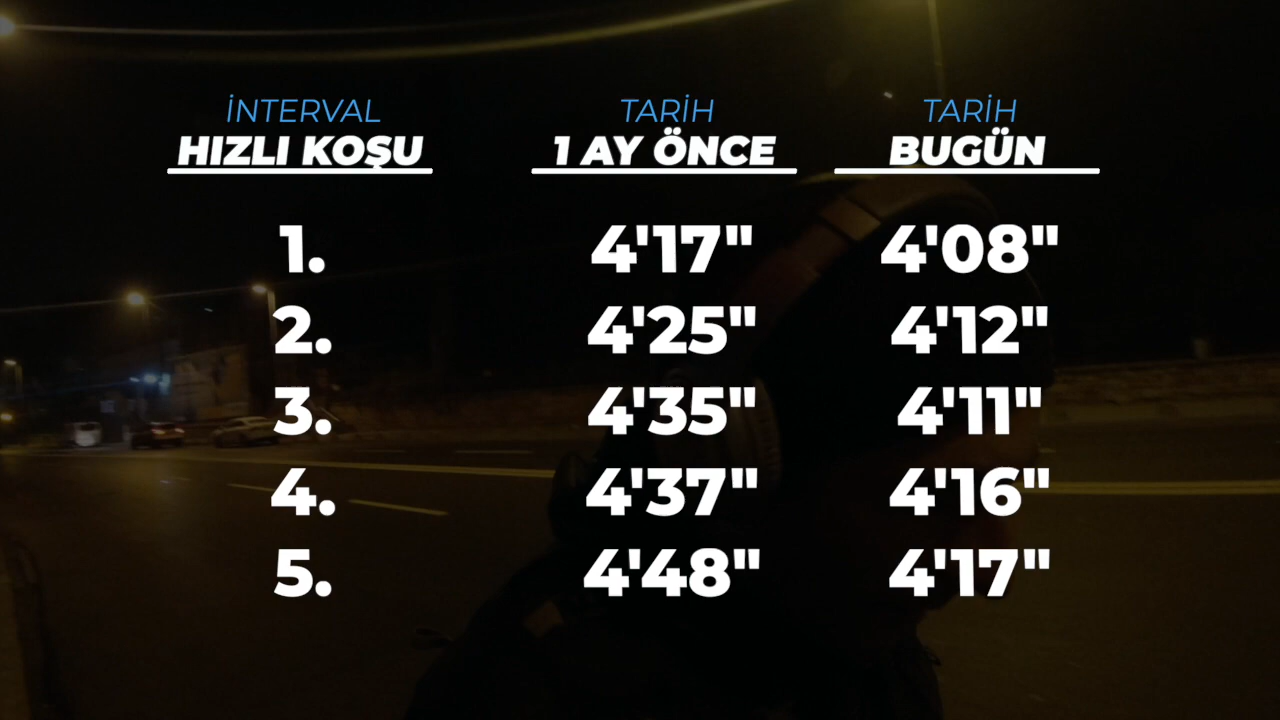 İNTERVAL TARİH TARİH
HIZLI KOŞU 1 AY ÖNCE BUGÜN
1. 4'17" 4'08"
2. 4'25" 4'12"
3. 4'35" 4'11"
4. 4'37" 4'16"
5. 4'48" 4'17"